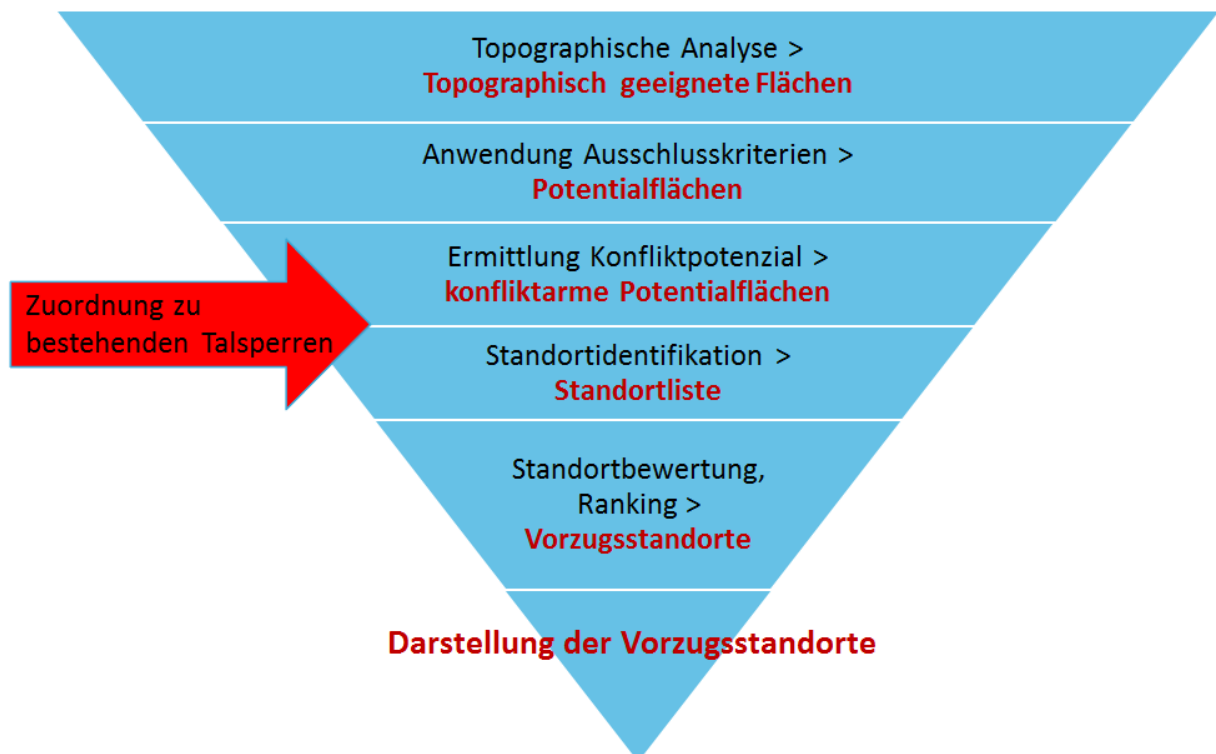 Topographische Analyse >
Topographisch geeignete Flächen
Anwendung Ausschlusskriterien >
Potentialflächen
Ermittlung Konfliktpotenzial >
konfliktarme Potentialflächen
Zuordnung zu
bestehenden Talsperren
Standortidentifikation >
Standortliste
Standortbewertung,
Ranking >
Vorzugsstandorte
Darstellung der Vorzugsstandorte